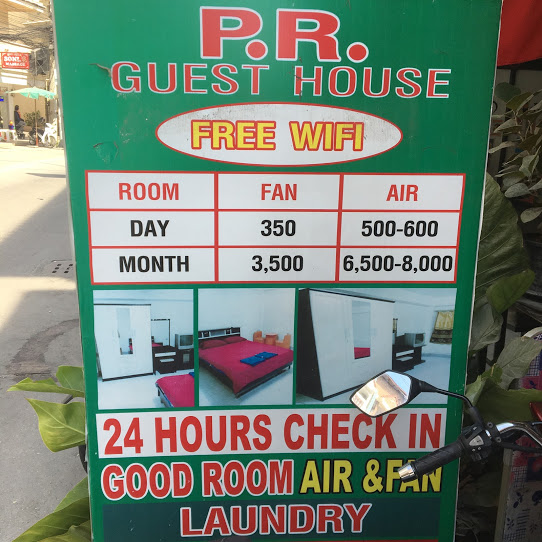 P.R.
GUEST HOUSE
FREE WIFI
ROOM FAN AIR
DAY 350 500-600
MONTH 3,500 6,500-8,000
24 HOURS CHECK IN
GOOD ROOM AIR &FAN
LAUNDRY